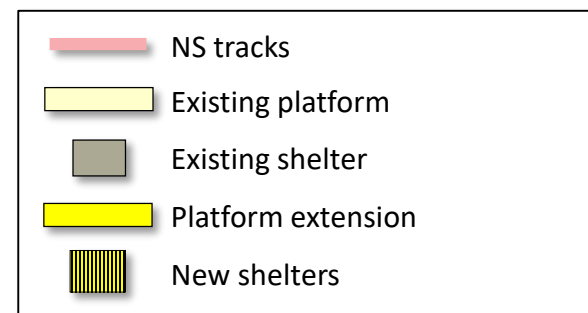 NS tracks
Existing platform
Existing shelter
Platform extension
New shelters